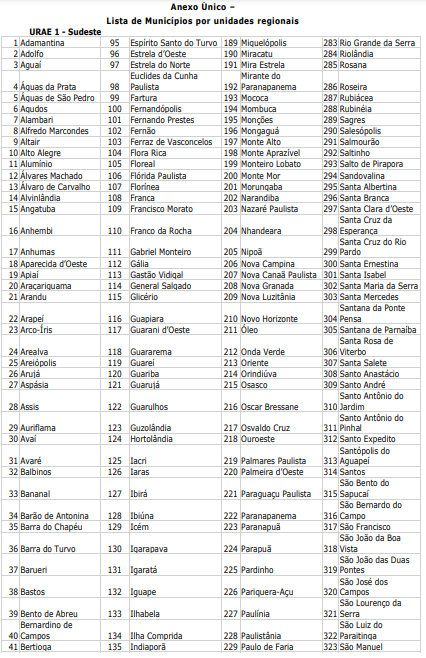 Anexo Ùnico –
Lista de Municípios por unidades regionais
URAE 1 - Sudeste
1 Adamantina 95 Espírito Santo do Turvo 189 Miguelópolis 283 Rio Grande da Serra
2 Adolfo 96 Estrela d'Oeste 190 Miracatu 284 Riolândia
3 Aguaí 97 Estrela do Norte 191 Mira Estrela 285 Rosana
Euclides da Cunha Mirante do
4 Águas da Prata 98 Paulista 192 Paranapanema 286 Roseira
5 Águas de São Pedro 99 Fartura 193 Mococa 287 Rubiácea
6 Agudos 100 Fernandópolis 194 Mombuca 288 Rubinéia
7 Alambari 101 Fernando Prestes 195 Monções 289 Sagres
8 Alfredo Marcondes 102 Fernão 196 Mongaguá 290 Salesópolis
9 Altair 103 Ferraz de Vasconcelos 197 Monte Alto 291 Salmourão
10 Alto Alegre 104 Flora Rica 198 Monte Aprazível 292 Saltinho
11 Alumínio 105 Floreal 199 Monteiro Lobato 293 Salto de Pirapora
12 Álvares Machado 106 Flórida Paulista 200 Monte Mor 294 Sandovalina
13 Álvaro de Carvalho 107 Florínea 201 Morungaba 295 Santa Albertina
14 Alvinlândia 108 Franca 202 Narandiba 296 Santa Branca
15 Angatuba 109 Francisco Morato 203 Nazaré Paulista 297 Santa Clara d'Oeste
Santa Cruz da
16 Anhembi 110 Franco da Rocha 204 Nhandeara 298 Esperança
Santa Cruz do Rio
17 Anhumas 111 Gabriel Monteiro 205 Nipoã 299 Pardo
18 Aparecida d'Oeste 112 Gália 206 Nova Campina 300 Santa Ernestina
19 Apiaí 113 Gastão Vidigal 207 Nova Canaã Paulista 301 Santa Isabel
20 Araçariguama 114 General Salgado 208 Nova Granada 302 Santa Maria da Serra
21 Arandu 115 Glicério 209 Nova Luzitânia 303 Santa Mercedes
Santana da Ponte
22 Arapeí 116 Guapiara 210 Novo Horizonte 304 Pensa
23 Arco-Íris 117 Guarani d'Oeste 211 Óleo 305 Santana de Parnaíba
Santa Rosa de
24 Arealva 118 Guararema 212 Onda Verde 306 Viterbo
25 Areiópolis 119 Guareí 213 Oriente 307 Santa Salete
26 Arujá 120 Guariba 214 Orindiúva 308 Santo Anastácio
27 Aspásia 121 Guarujá 215 Osasco 309 Santo André
Santo Antônio do
28 Assis 122 Guarulhos 216 Oscar Bressane 310 Jardim
Santo Antônio do
29 Auriflama 123 Guzolândia 217 Osvaldo Cruz 311 Pinhal
30 Avaí 124 Hortolândia 218 Ouroeste 312 Santo Expedito
Santópolis do
31 Avaré 125 Iacri 219 Palmares Paulista 313 Aguapeí
32 Balbinos 126 Iaras 220 Palmeira d'Oeste 314 Santos
São Bento do
33 Bananal 127 Ibirá 221 Paraguaçu Paulista 315 Sapucaí
São Bernardo do
34 Barão de Antonina 128 Ibiúna 222 Paranapanema 316 Campo
35 Barra do Chapéu 129 Icém 223 Paranapuã 317 São Francisco
São João da Boa
36 Barra do Turvo 130 Igarapava 224 Parapuã 318 Vista
São João das Duas
37 Barueri 131 Igaratá 225 Pardinho 319 Pontes
São José dos
38 Bastos 132 Iguape 226 Pariquera-Açu 320 Campos
São Lourenço da
39 Bento de Abreu 133 Ilhabela 227 Paulínia 321 Serra
Bernardino de São Luiz do
40 Campos 134 Ilha Comprida 228 Paulistânia 322 Paraitinga
41 Bertioga 135 Indiaporã 229 Paulo de Faria 323 São Manuel